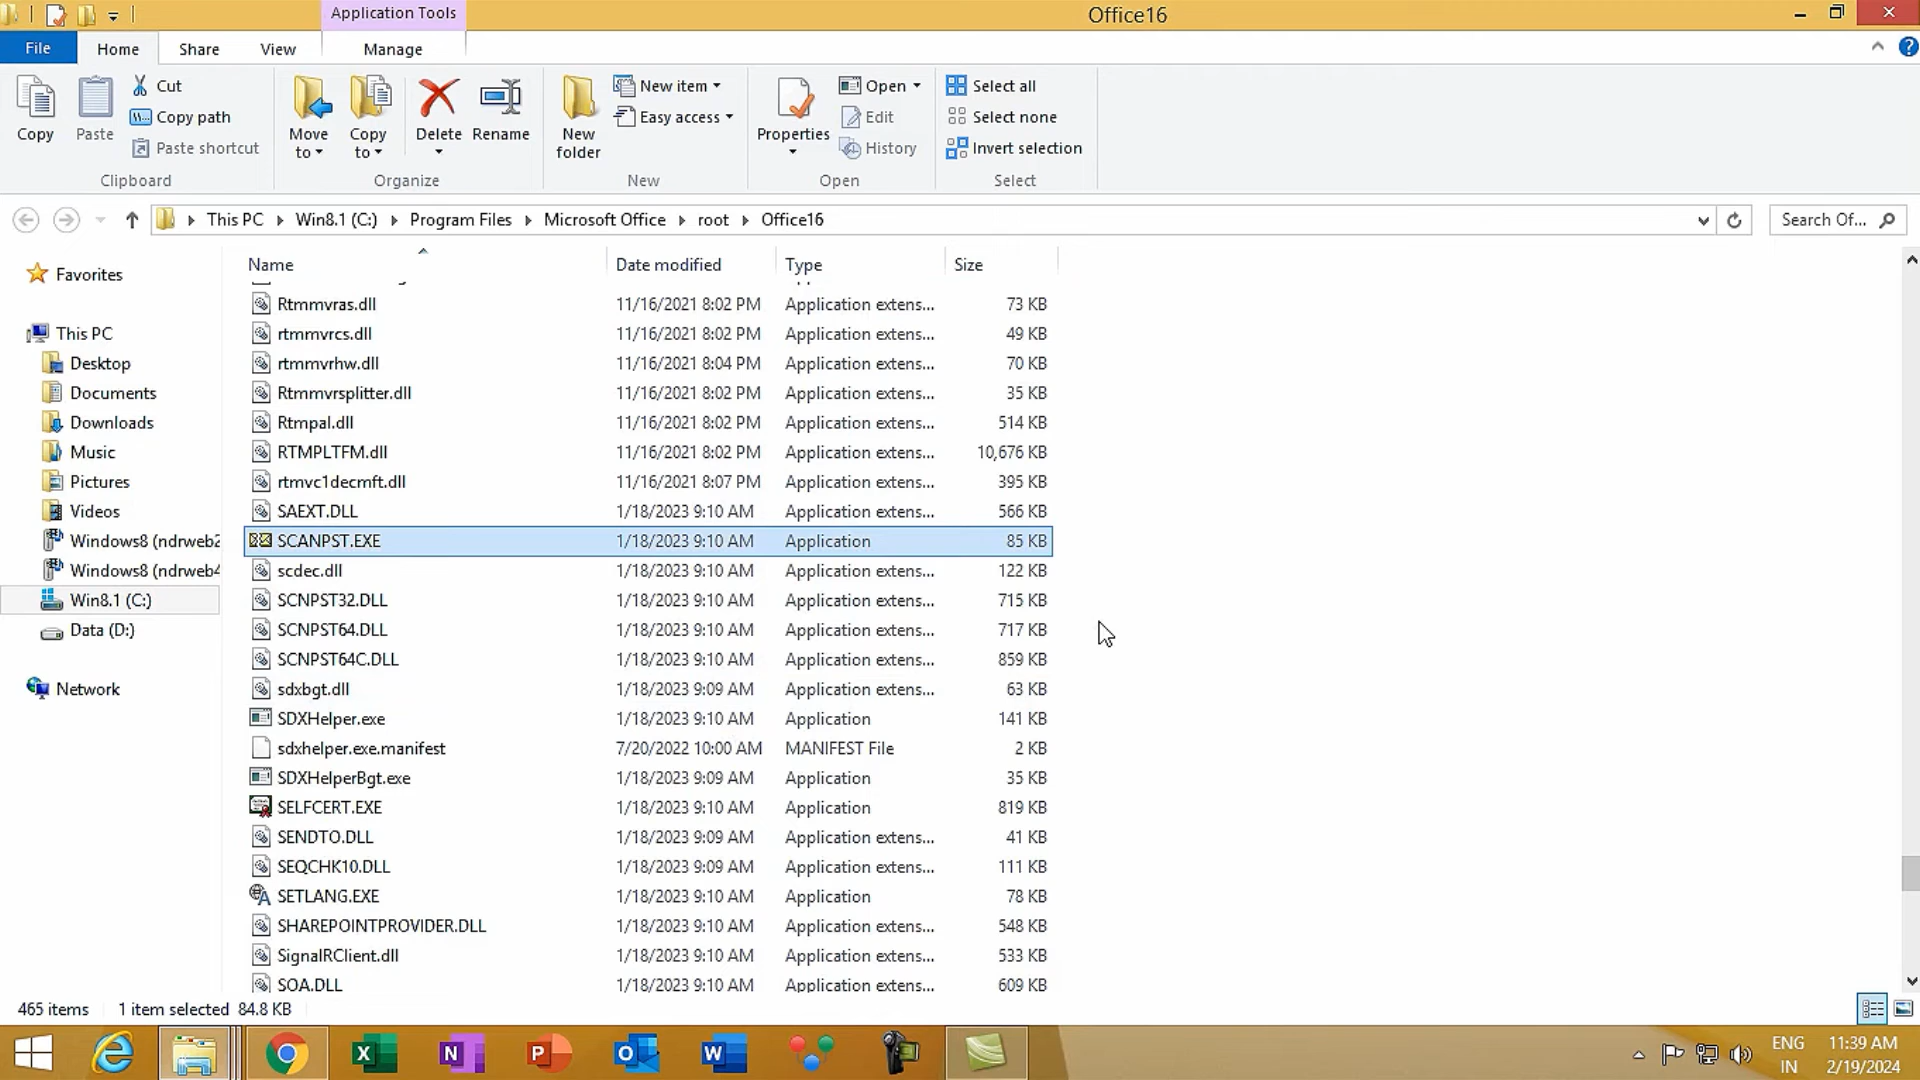 Application Tools
Office16
File Home Share View Manage
Copy
Paste
Cut
Copy path
Paste shortcut
Clipboard
Move to
Copy to
Delete
Rename
Organize
New folder
New item
Easy access
New
Properties
Open
Edit
History
Open
Select all
Select none
Invert selection
Select
This PC Win8.1 (C:) Program Files Microsoft Office root Office16
Search Of...
Favorites
This PC
Desktop
Documents
Downloads
Music
Pictures
Videos
Windows8 (ndrweb2
Windows8 (ndrweb4
Win8.1 (C:)
Data (D:)
Network
Name Date modified Type Size
Rtmmvras.dll 11/16/2021 8:02 PM Application extens... 73 KB
rtmmvrcs.dll 11/16/2021 8:02 PM Application extens... 49 KB
rtmmvrhw.dll 11/16/2021 8:04 PM Application extens... 70 KB
Rtmmvrsplitter.dll 11/16/2021 8:02 PM Application extens... 35 KB
Rtmpal.dll 11/16/2021 8:02 PM Application extens... 514 KB
RTMPLTFM.dll 11/16/2021 8:02 PM Application extens... 10,676 KB
rtmvc1decmft.dll 11/16/2021 8:07 PM Application extens... 395 KB
SAEXT.DLL 1/18/2023 9:10 AM Application extens... 566 KB
SCANPST.EXE 1/18/2023 9:10 AM Application 85 KB
scdec.dll 1/18/2023 9:10 AM Application extens... 122 KB
SCNPST32.DLL 1/18/2023 9:10 AM Application extens... 715 KB
SCNPST64.DLL 1/18/2023 9:10 AM Application extens... 717 KB
SCNPST64C.DLL 1/18/2023 9:10 AM Application extens... 859 KB
sdxbgt.dll 1/18/2023 9:09 AM Application extens... 63 KB
SDXHelper.exe 1/18/2023 9:10 AM Application 141 KB
sdxhelper.exe.manifest 7/20/2022 10:00 AM MANIFEST File 2 KB
SDXHelperBgt.exe 1/18/2023 9:09 AM Application 35 KB
SELFCERT.EXE 1/18/2023 9:10 AM Application 819 KB
SENDTO.DLL 1/18/2023 9:09 AM Application extens... 41 KB
SEQCHK10.DLL 1/18/2023 9:09 AM Application extens... 111 KB
SETLANG.EXE 1/18/2023 9:10 AM Application 78 KB
SHAREPOINTPROVIDER.DLL 1/18/2023 9:10 AM Application extens... 548 KB
SignalRClient.dll 1/18/2023 9:10 AM Application extens... 533 KB
SOA.DLL 1/18/2023 9:10 AM Application extens... 609 KB
465 items 1 item selected 84.8 KB
ENG 11:39 AM
IN 2/19/2024